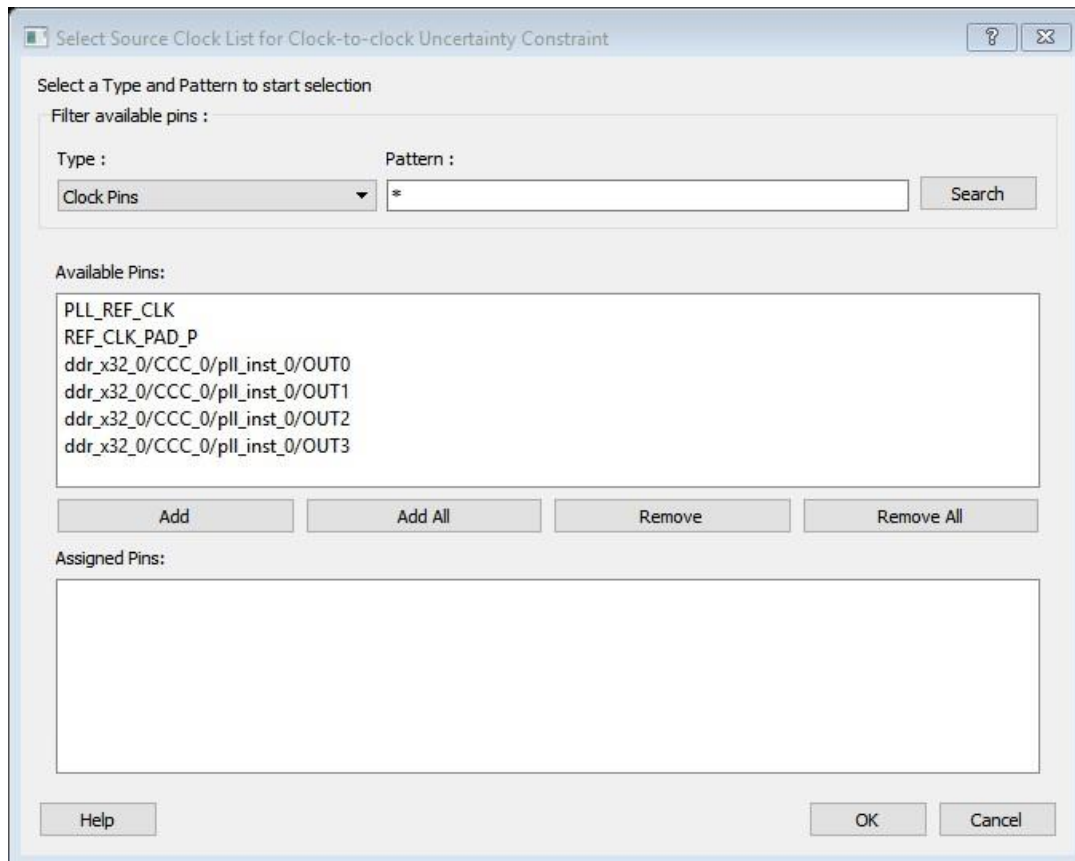 Select Source Clock List for Clock-to-clock Uncertainty Constraint
Select a Type and Pattern to start selection
Filter available pins :
Type : Pattern :
Clock Pins * Search
Available Pins:
PLL_REF_CLK
REF_CLK_PAD_P
ddr_x32_0/CCC_0/pll_inst_0/OUT0
ddr_x32_0/CCC_0/pll_inst_0/OUT1
ddr_x32_0/CCC_0/pll_inst_0/OUT2
ddr_x32_0/CCC_0/pll_inst_0/OUT3
Add Add All Remove Remove All
Assigned Pins:
Help OK Cancel